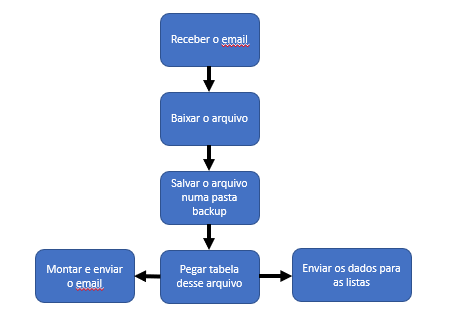 Receber o email
Baixar o arquivo
Salvar o arquivo
numa pasta
backup
Montar e enviar
o email
Pegar tabela
desse arquivo
Enviar os dados para
as listas